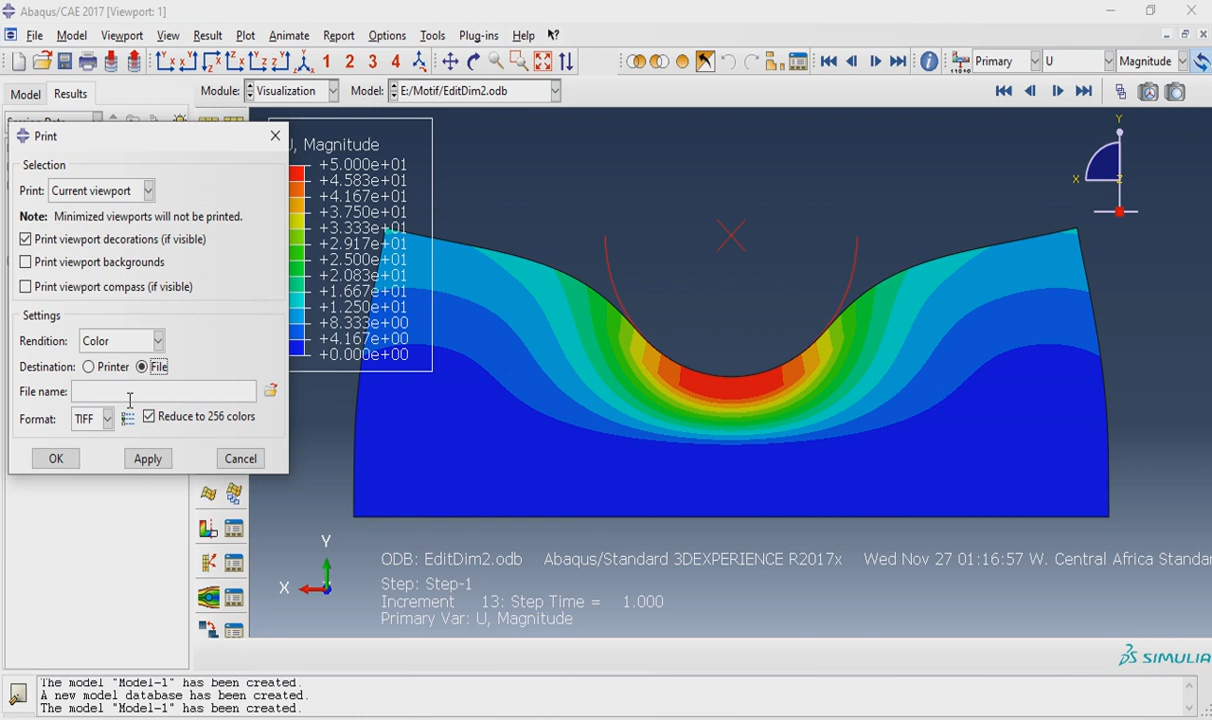 Abaqus/CAE 2017 [Viewport: 1]
File Model Viewport View Result Plot Animate Report Options Tools Plug-ins Help
1 2 3 4 Primary U Magnitude
Model Results Module: Visualization Model: E:/Motif/EditDim2.odb
Print
Selection
Print: Current viewport
Note: Minimized viewports will not be printed.
Print viewport decorations (if visible)
Print viewport backgrounds
Print viewport compass (if visible)
Settings
Rendition: Color
Destination: Printer File
File name:
Format: TIFF Reduce to 256 colors
OK Apply Cancel
U, Magnitude
+5.000e+01
+4.583e+01
+4.167e+01
+3.750e+01
+3.333e+01
+2.917e+01
+2.500e+01
+2.083e+01
+1.667e+01
+1.250e+01
+8.333e+00
+4.167e+00
+0.000e+00
Y
X Z
Y
X
ODB: EditDim2.odb Abaqus/Standard 3DEXPERIENCE R2017x Wed Nov 27 01:16:57 W. Central Africa Standa
Step: Step-1
Increment 13: Step Time = 1.000
Primary Var: U, Magnitude
SIMULIA
The model "Model-1" has been created.
A new model database has been created.
The model "Model-1" has been created.